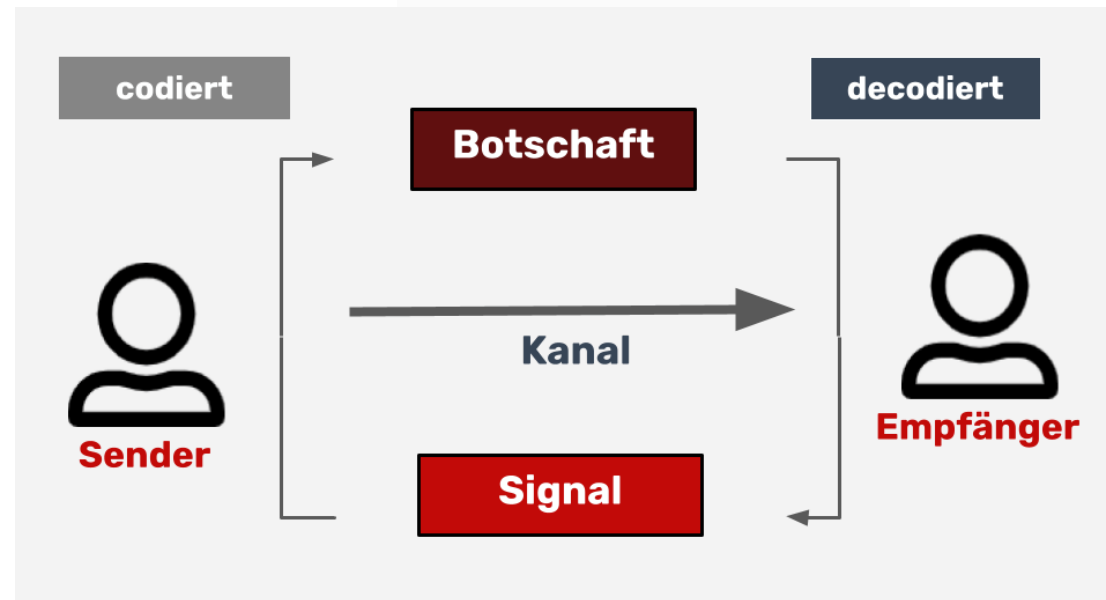 codiert
decodiert
Botschaft
Kanal
Sender
Empfänger
Signal